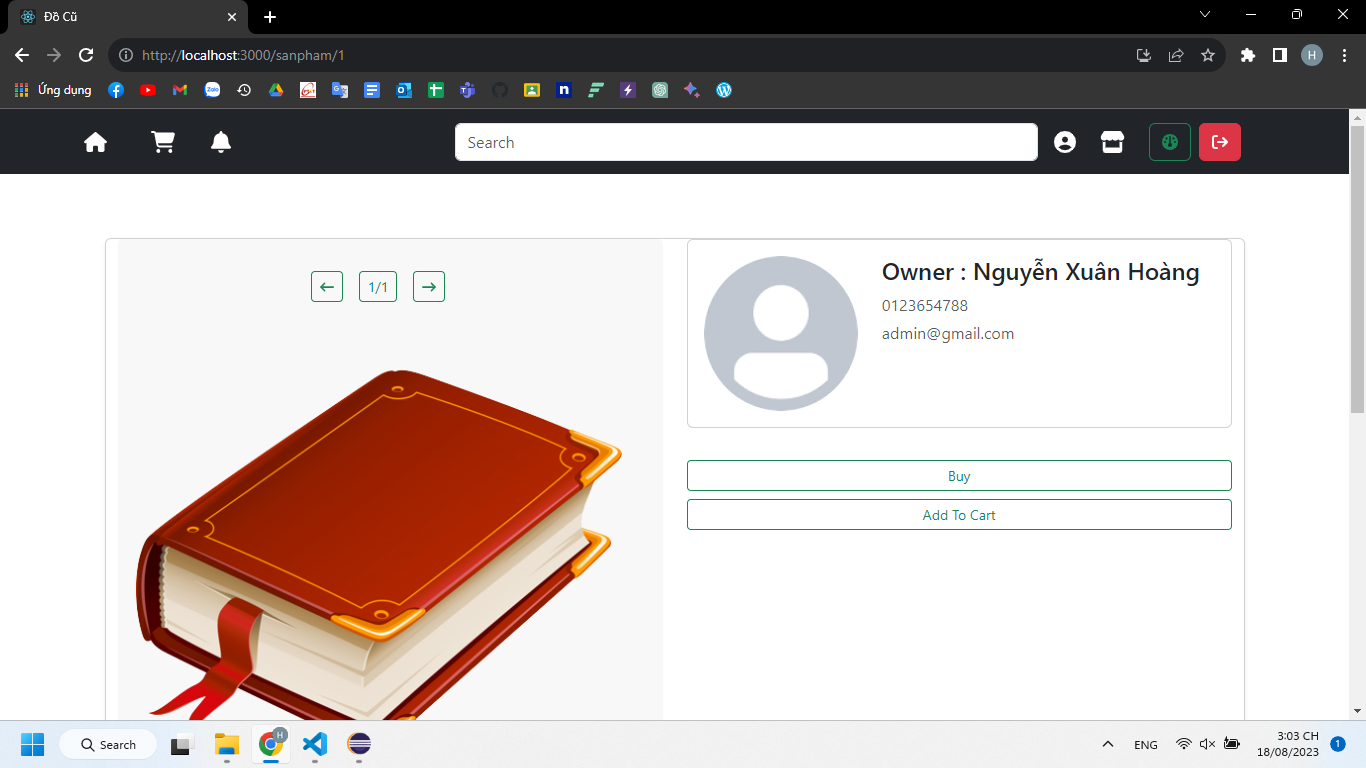 Đồ Cũ
http://localhost:3000/sanpham/1
H
Ứng dụng
Zalo
n
Search
1/1
Owner : Nguyễn Xuân Hoàng
0123654788
admin@gmail.com
Buy
Add To Cart
Search
H
ENG
3:03 CH
18/08/2023
1